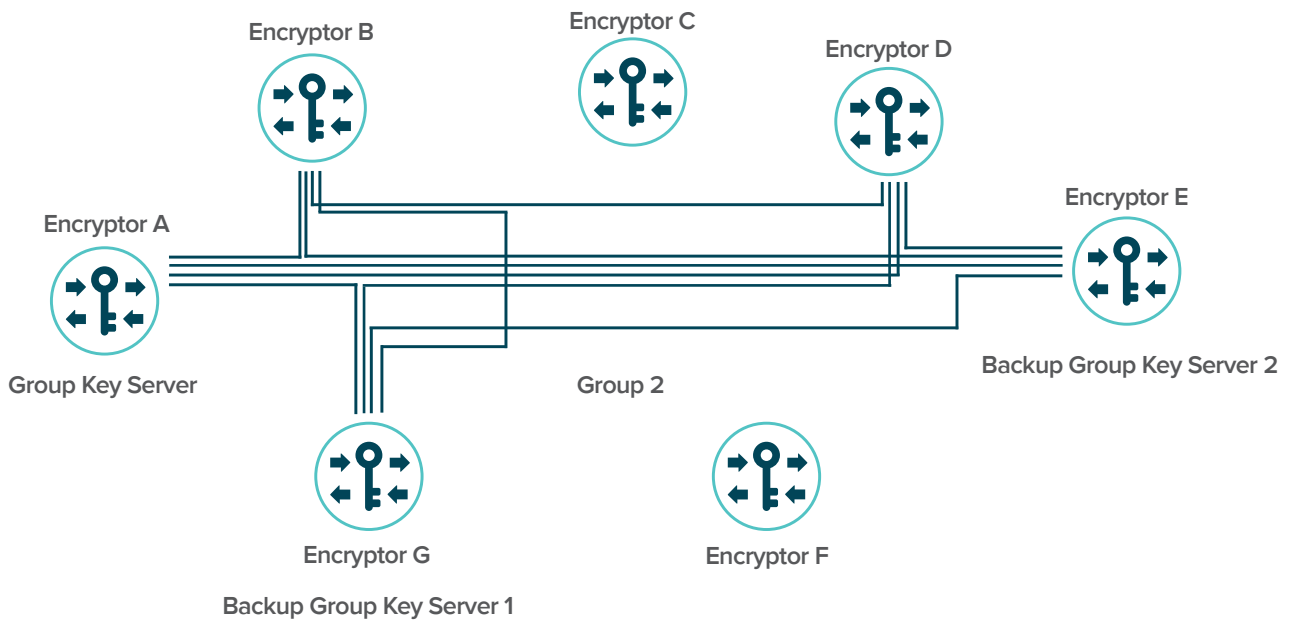 Encryptor C
Encryptor B
Encryptor D
Encryptor E
Encryptor A
Backup Group Key Server 2
Group Key Server
Group 2
Encryptor G
Encryptor F
Backup Group Key Server 1